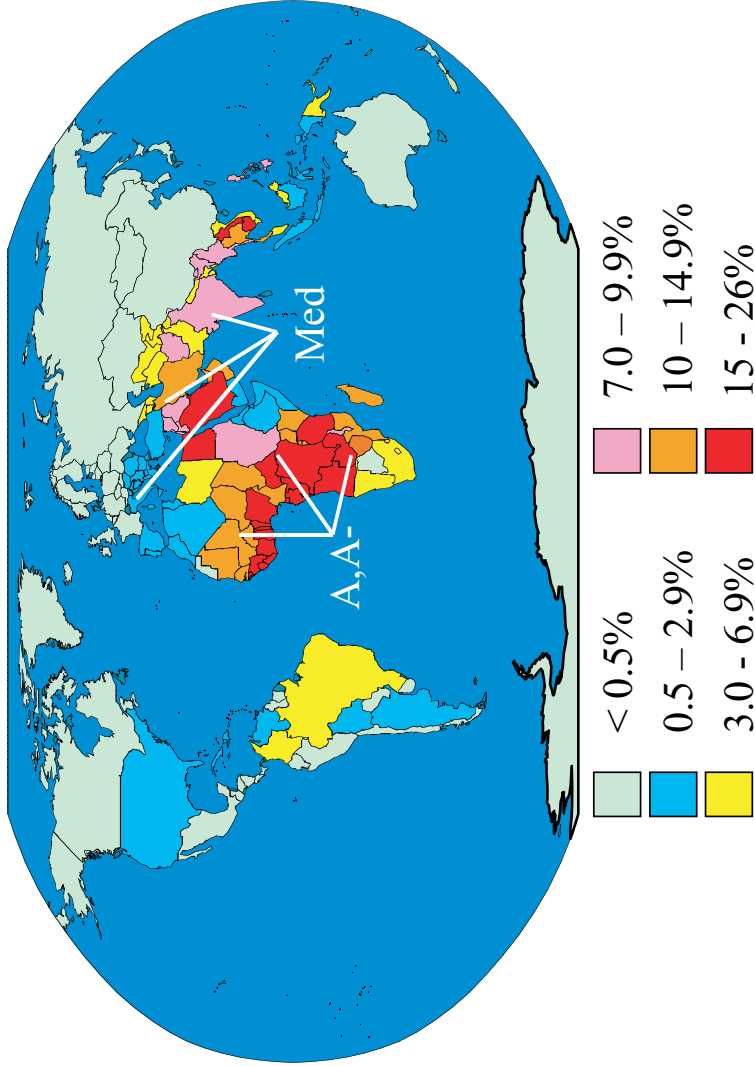 Med
A,A-
< 0.5%
0.5 – 2.9%
3.0 - 6.9%
7.0 – 9.9%
10 – 14.9%
15 - 26%